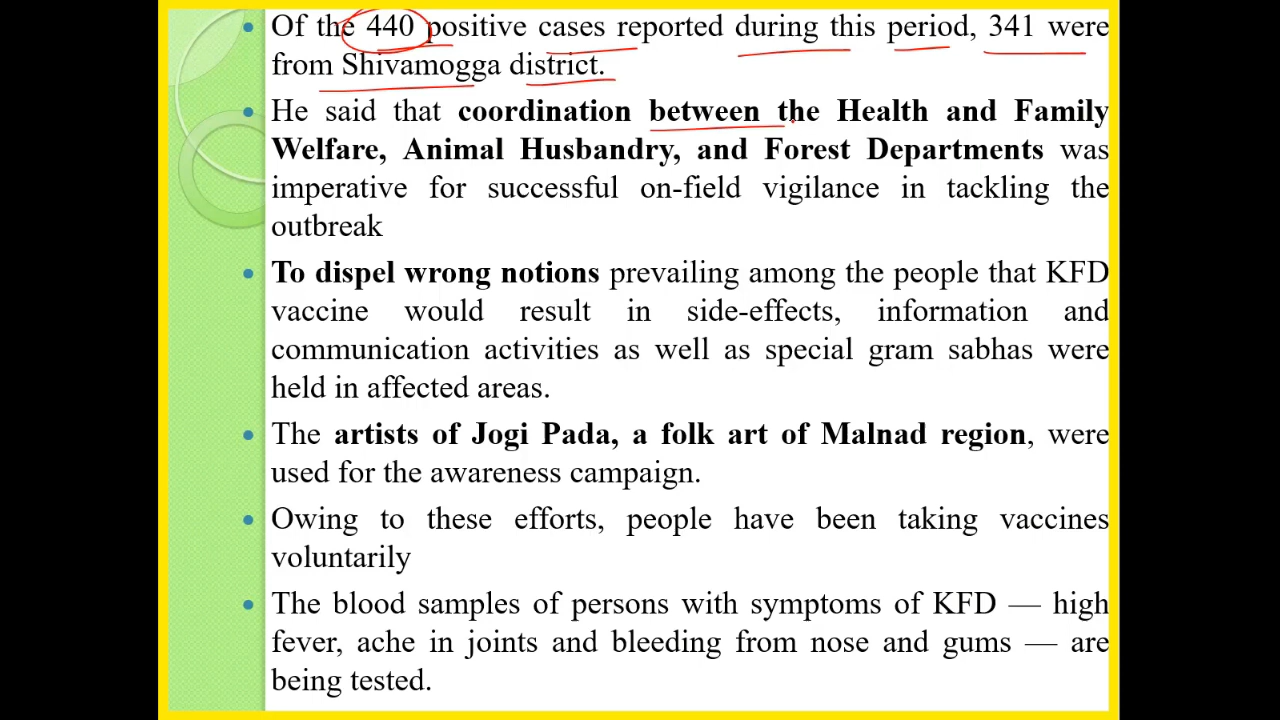 Of the 440 positive cases reported during this period, 341 were
from Shivamogga district.
He said that coordination between the Health and Family
Welfare, Animal Husbandry, and Forest Departments was
imperative for successful on-field vigilance in tackling the
outbreak
To dispel wrong notions prevailing among the people that KFD
vaccine would result in side-effects, information and
communication activities as well as special gram sabhas were
held in affected areas.
The artists of Jogi Pada, a folk art of Malnad region, were
used for the awareness campaign.
Owing to these efforts, people have been taking vaccines
voluntarily
The blood samples of persons with symptoms of KFD — high
fever, ache in joints and bleeding from nose and gums — are
being tested.